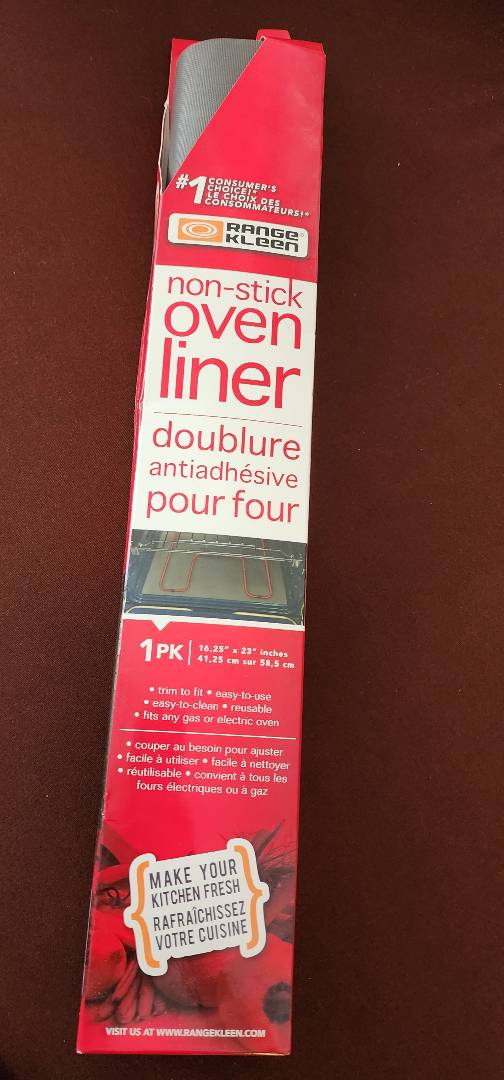 #1 CONSUMER'S
CHOICE!*
LE CHOIX DES
CONSOMMATEURS!*
RANGE®
KLEEN
non-stick
oven
liner
doublure
antiadhésive
pour four
1PK | 16.25" x 23" inches
41,25 cm sur 58,5 cm
• trim to fit • easy-to-use
• easy-to-clean • reusable
• fits any gas or electric oven
• couper au besoin pour ajuster
• facile à utiliser • facile à nettoyer
• réutilisable • convient à tous les
fours électriques ou à gaz
MAKE YOUR
KITCHEN FRESH
RAFRAÎCHISSEZ
VOTRE CUISINE
VISIT US AT WWW.RANGEKLEEN.COM